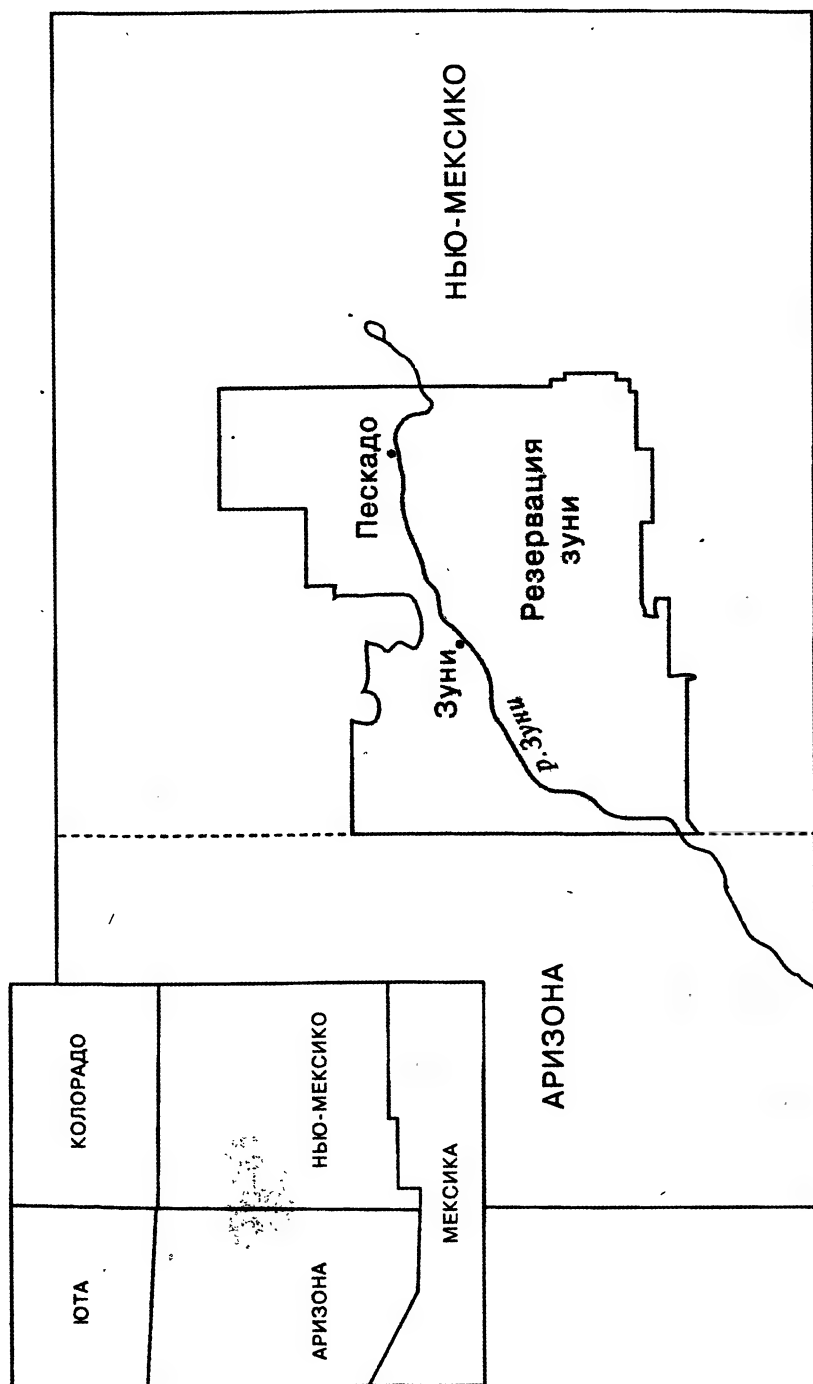 ЮТА
КОЛОРАДО
АРИЗОНА
НЬЮ-МЕКСИКО
МЕКСИКА
НЬЮ-МЕКСИКО
Пескадо
Зуни
Резервация
зуни
р. Зуни
АРИЗОНА